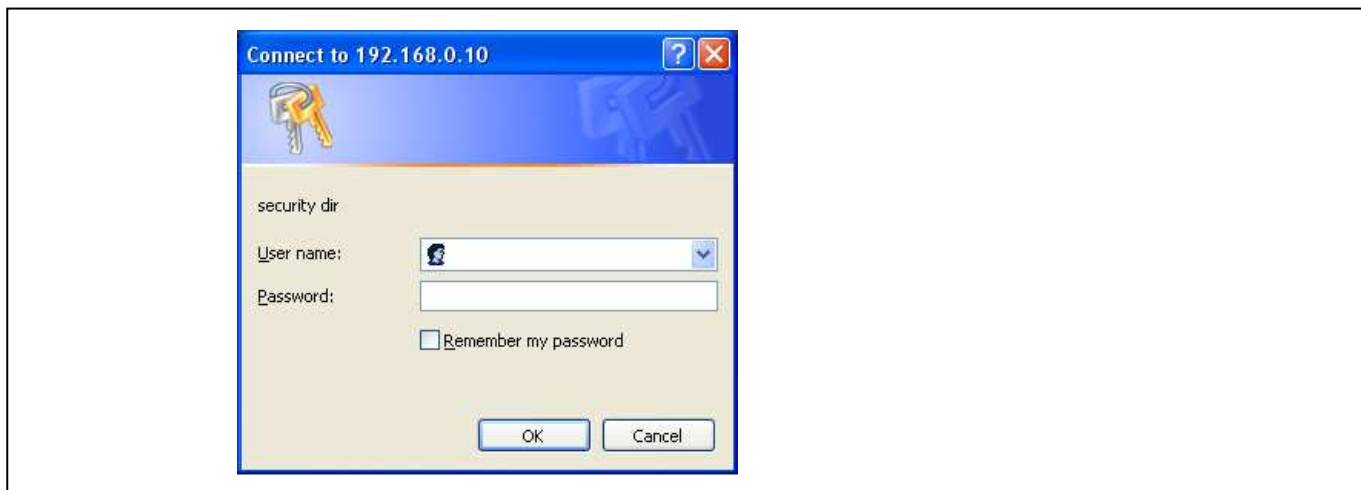 Connect to 192.168.0.10
?
security dir
User name:
Password:
Remember my password
OK
Cancel